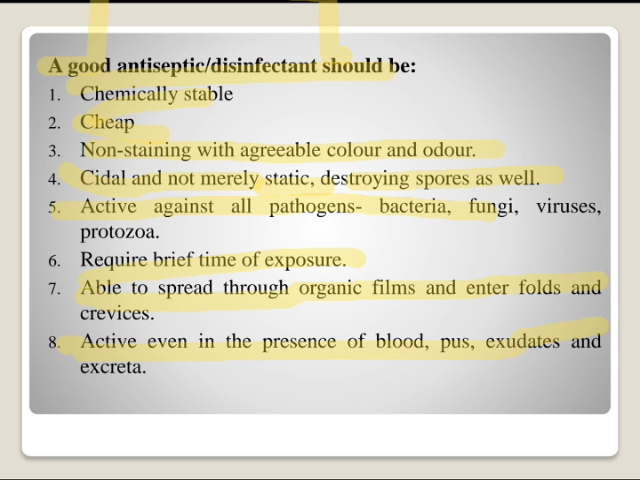 A good antiseptic/disinfectant should be:
1. Chemically stable
2. Cheap
3. Non-staining with agreeable colour and odour.
4. Cidal and not merely static, destroying spores as well.
5. Active against all pathogens- bacteria, fungi, viruses,
protozoa.
6. Require brief time of exposure.
7. Able to spread through organic films and enter folds and
crevices.
8. Active even in the presence of blood, pus, exudates and
excreta.